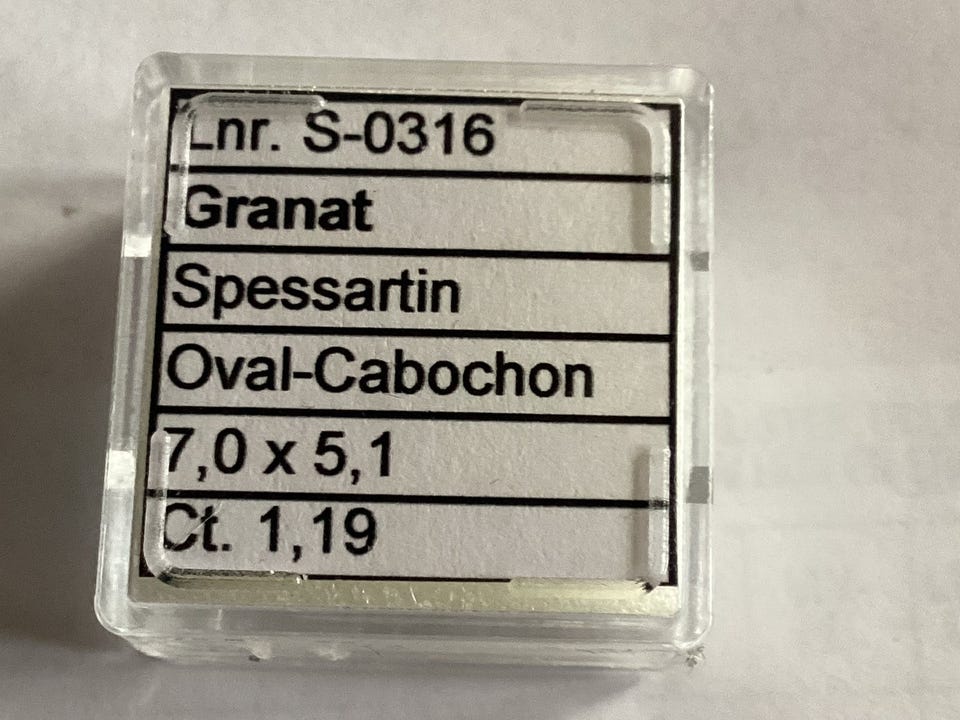 Lnr. S-0316
Granat
Spessartin
Oval-Cabochon
7,0 x 5,1
Ct. 1,19